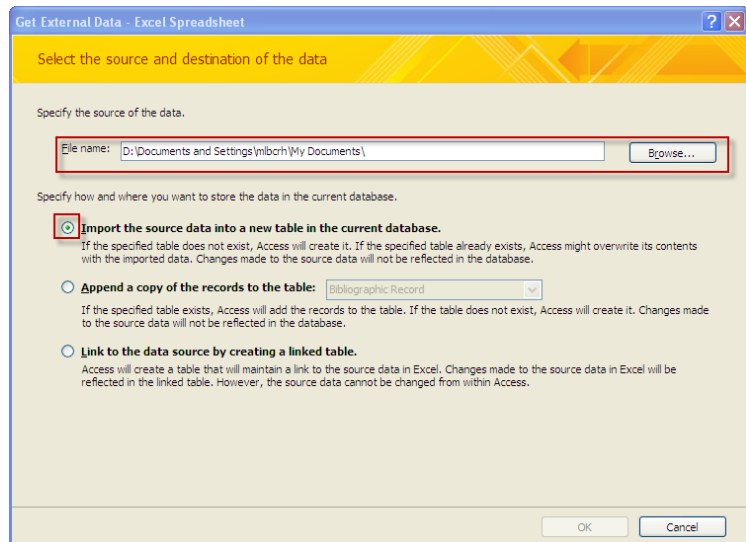 Get External Data - Excel Spreadsheet
Select the source and destination of the data
Specify the source of the data.
File name: D:\Documents and Settings\mlbcrh\My Documents\ Browse...
Specify how and where you want to store the data in the current database.
Import the source data into a new table in the current database.
If the specified table does not exist, Access will create it. If the specified table already exists, Access might overwrite its contents
with the imported data. Changes made to the source data will not be reflected in the database.
Append a copy of the records to the table: Bibliographic Record
If the specified table exists, Access will add the records to the table. If the table does not exist, Access will create it. Changes made
to the source data will not be reflected in the database.
Link to the data source by creating a linked table.
Access will create a table that will maintain a link to the source data in Excel. Changes made to the source data in Excel will be
reflected in the linked table. However, the source data cannot be changed from within Access.
OK Cancel